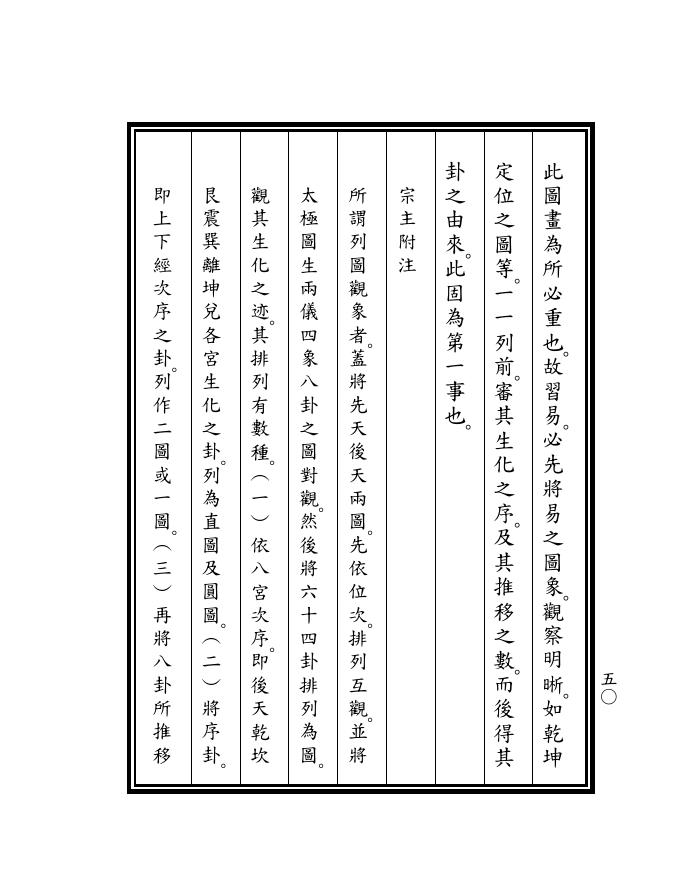 此圖畫為所必重也。故習易。必先將易之圖象。觀察明晰。如乾坤
定位之圖等。一一列前。審其生化之序。及其推移之數。而後得其
卦之由來。此固為第一事也。
宗主附注
所謂列圖觀象者。蓋將先天後天兩圖。先依位次。排列互觀。並將
太極圖生兩儀四象八卦之圖對觀。然後將六十四卦排列為圖。
觀其生化之迹。其排列有數種。（一）依八宮次序。即後天乾坎
艮震巽離坤兌各宮生化之卦。列為直圖及圓圖。（二）將序卦。
即上下經次序之卦。列作二圖或一圖。（三）再將八卦所推移
五〇